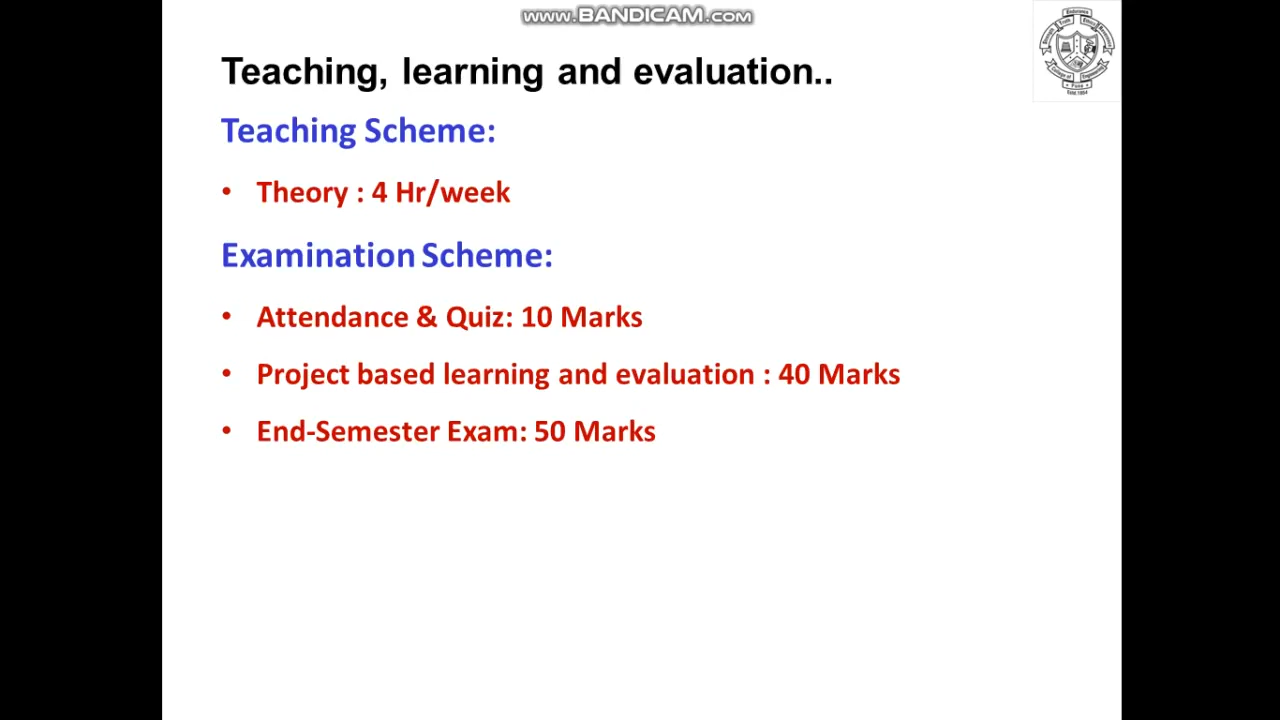 www.BANDICAM.com
Teaching, learning and evaluation..
Teaching Scheme:
• Theory : 4 Hr/week
Examination Scheme:
• Attendance & Quiz: 10 Marks
• Project based learning and evaluation : 40 Marks
• End-Semester Exam: 50 Marks